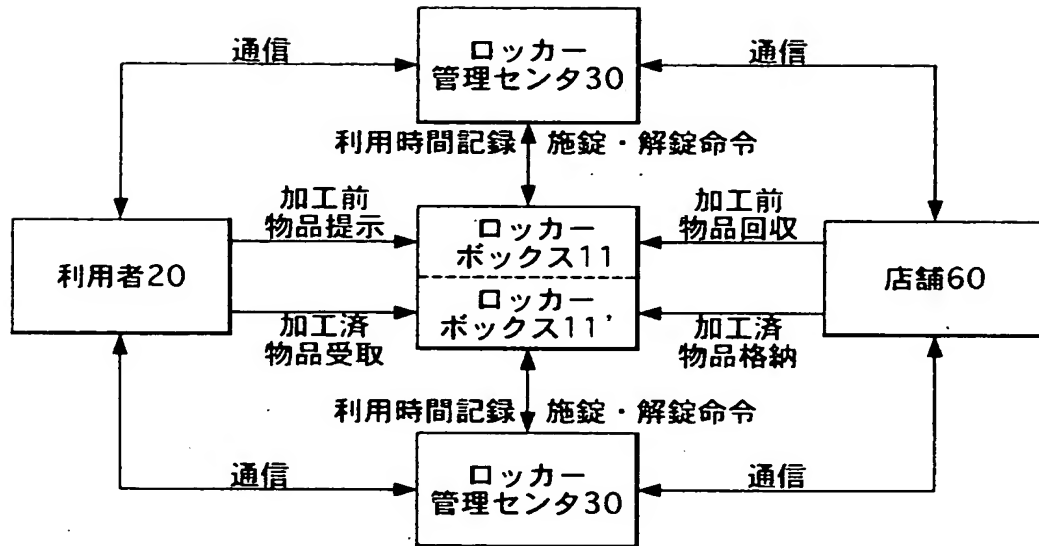 通信
ロッカー
管理センタ30
通信
利用時間記録
施錠・解錠命令
加工前
物品提示
ロッカー
ボックス11
加工前
物品回収
利用者20
店舗60
加工済
物品受取
ロッカー
ボックス11'
加工済
物品格納
利用時間記録
施錠・解錠命令
通信
ロッカー
管理センタ30
通信